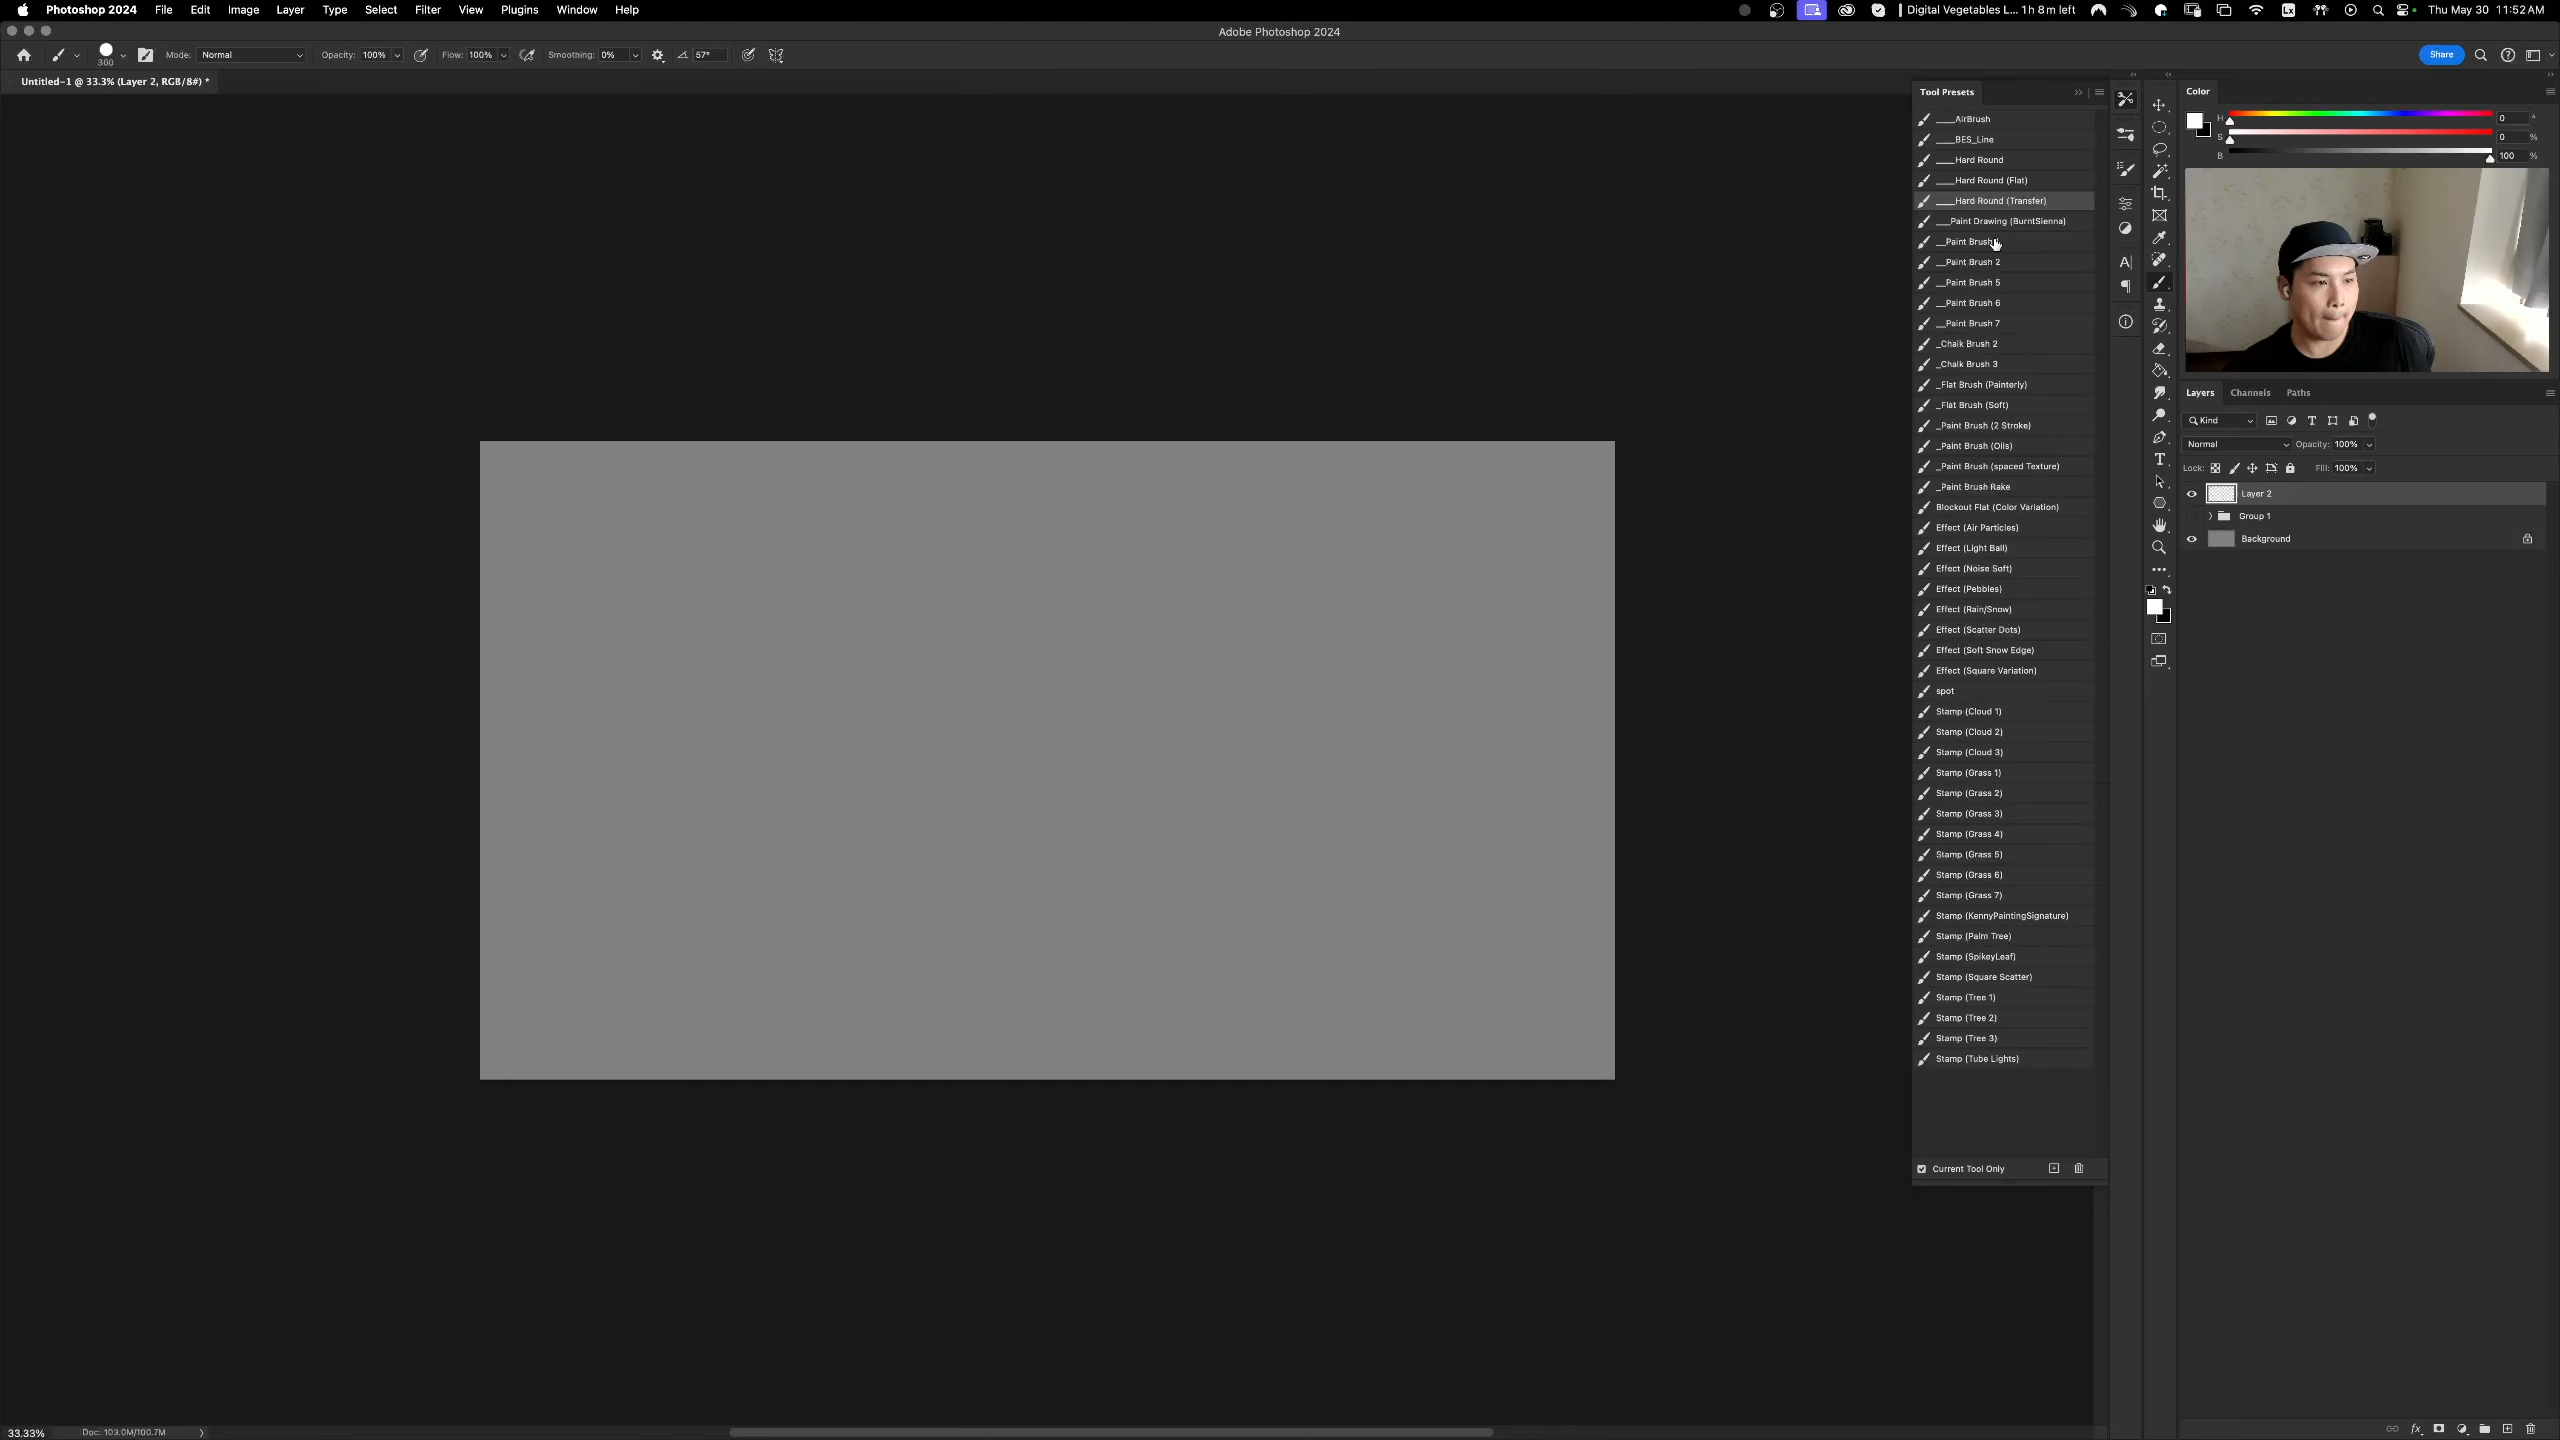 Photoshop 2024 File Edit Image Layer Type Select Filter View Plugins Window Help Digital Vegetables L... 1h 8m left Thu May 30 11:52 AM
Adobe Photoshop 2024
300 Mode: Normal Opacity: 100% Flow: 100% Smoothing: 0% 57° Share
Untitled-1 @ 33.3% (Layer 2, RGB/8#) *
Tool Presets
____AirBrush
____BES_Line
____Hard Round
____Hard Round (Flat)
____Hard Round (Transfer)
___Paint Drawing (BurntSienna)
__Paint Brush
__Paint Brush 2
__Paint Brush 5
__Paint Brush 6
__Paint Brush 7
_Chalk Brush 2
_Chalk Brush 3
_Flat Brush (Painterly)
_Flat Brush (Soft)
_Paint Brush (2 Stroke)
_Paint Brush (Oils)
_Paint Brush (spaced Texture)
_Paint Brush Rake
Blockout Flat (Color Variation)
Effect (Air Particles)
Effect (Light Ball)
Effect (Noise Soft)
Effect (Pebbles)
Effect (Rain/Snow)
Effect (Scatter Dots)
Effect (Soft Snow Edge)
Effect (Square Variation)
spot
Stamp (Cloud 1)
Stamp (Cloud 2)
Stamp (Cloud 3)
Stamp (Grass 1)
Stamp (Grass 2)
Stamp (Grass 3)
Stamp (Grass 4)
Stamp (Grass 5)
Stamp (Grass 6)
Stamp (Grass 7)
Stamp (KennyPaintingSignature)
Stamp (Palm Tree)
Stamp (SpikeyLeaf)
Stamp (Square Scatter)
Stamp (Tree 1)
Stamp (Tree 2)
Stamp (Tree 3)
Stamp (Tube Lights)
Current Tool Only
Color
H 0 °
S 0 %
B 100 %
Layers Channels Paths
Kind
Normal Opacity: 100%
Lock: Fill: 100%
Layer 2
Group 1
Background
33.33% Doc: 103.0M/100.7M